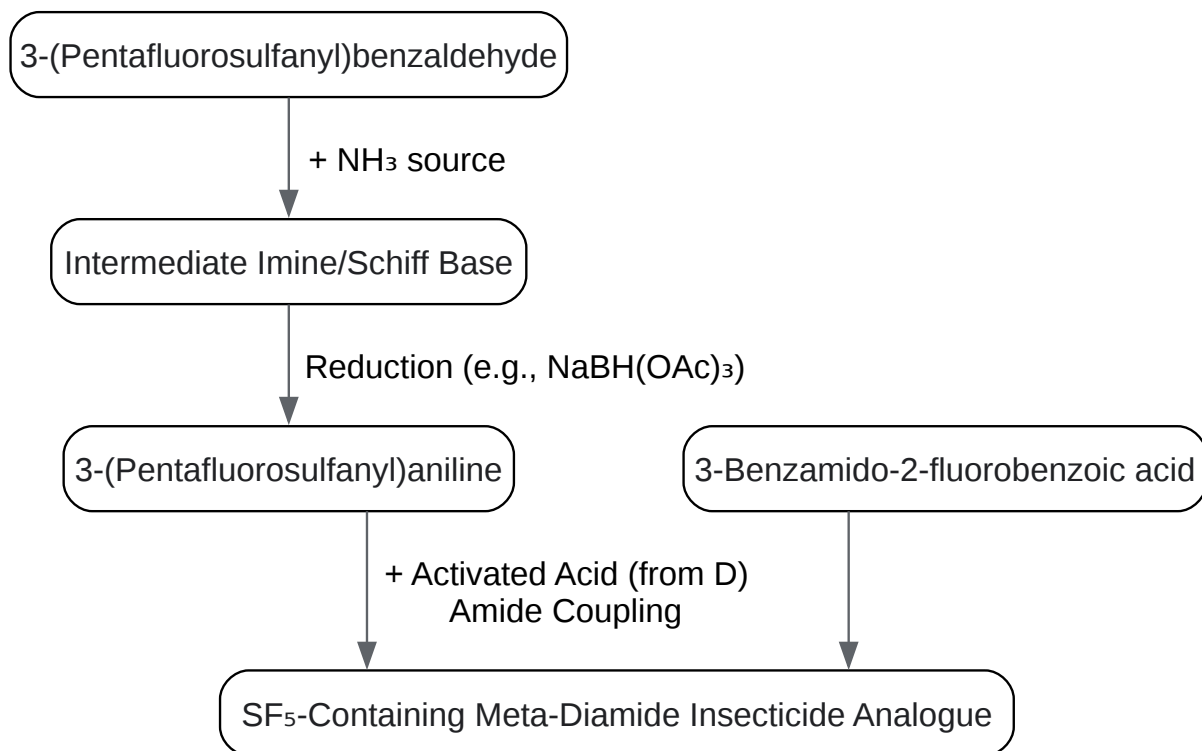 3-(Pentafluorosulfanyl)benzaldehyde
+ NH₃ source
Intermediate Imine/Schiff Base
Reduction (e.g., NaBH(OAc)₃)
3-(Pentafluorosulfanyl)aniline
3-Benzamido-2-fluorobenzoic acid
+ Activated Acid (from D)
Amide Coupling
SF₅-Containing Meta-Diamide Insecticide Analogue